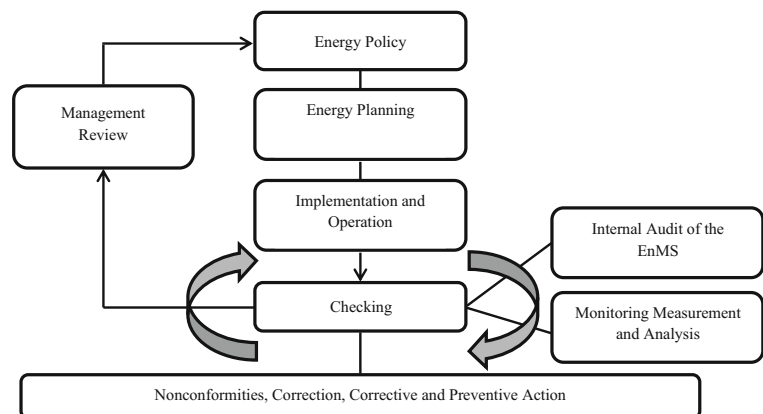 Energy Policy
Management
Review
Energy Planning
Implementation and
Operation
Internal Audit of the
EnMS
Checking
Monitoring Measurement
and Analysis
Nonconformities, Correction, Corrective and Preventive Action